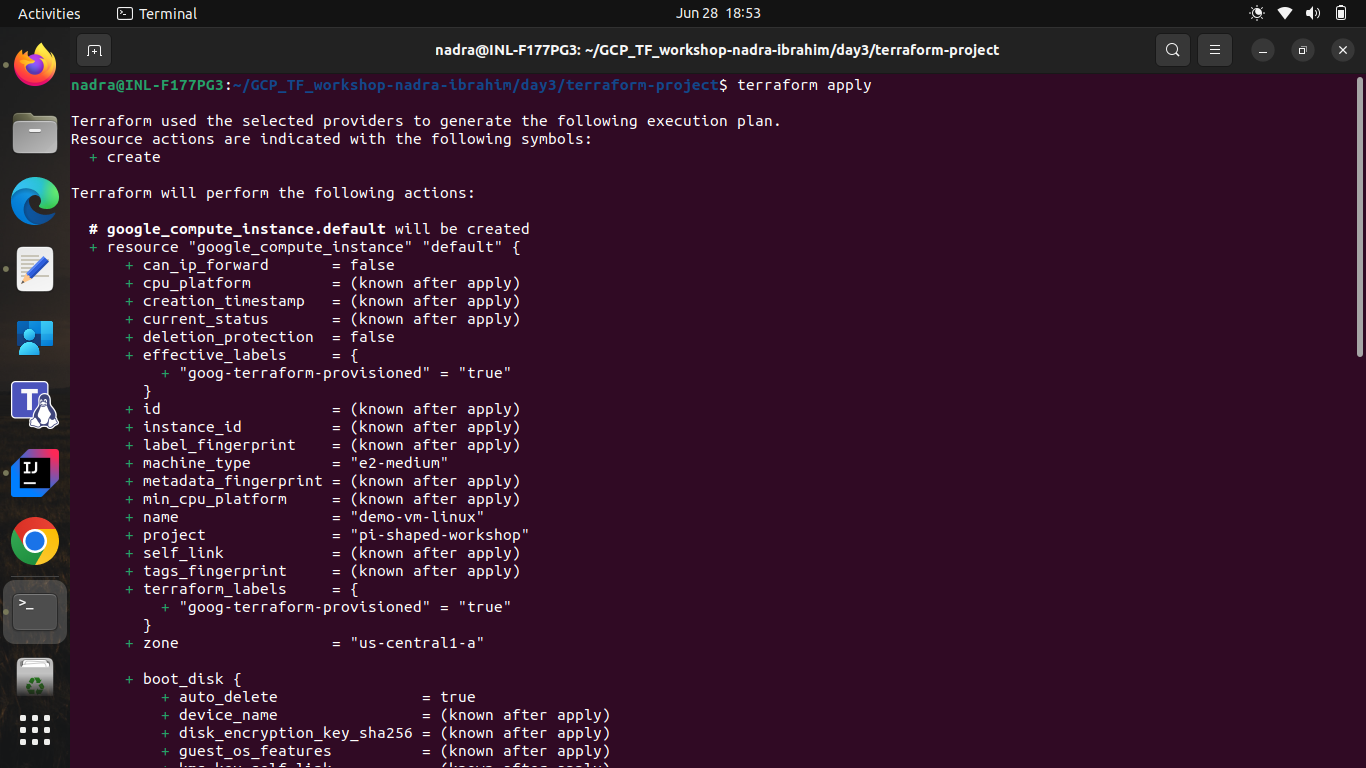 Activities
Terminal
Jun 28 18:53
nadra@INL-F177PG3: ~/GCP_TF_workshop-nadra-ibrahim/day3/terraform-project
nadra@INL-F177PG3:~/GCP_TF_workshop-nadra-ibrahim/day3/terraform-project$ terraform apply
Terraform used the selected providers to generate the following execution plan.
Resource actions are indicated with the following symbols:
+ create
Terraform will perform the following actions:
# google_compute_instance.default will be created
+ resource "google_compute_instance" "default" {
+ can_ip_forward = false
+ cpu_platform = (known after apply)
+ creation_timestamp = (known after apply)
+ current_status = (known after apply)
+ deletion_protection = false
+ effective_labels = {
+ "goog-terraform-provisioned" = "true"
}
+ id = (known after apply)
+ instance_id = (known after apply)
+ label_fingerprint = (known after apply)
+ machine_type = "e2-medium"
+ metadata_fingerprint = (known after apply)
+ min_cpu_platform = (known after apply)
+ name = "demo-vm-linux"
+ project = "pi-shaped-workshop"
+ self_link = (known after apply)
+ tags_fingerprint = (known after apply)
+ terraform_labels = {
+ "goog-terraform-provisioned" = "true"
}
+ zone = "us-central1-a"
+ boot_disk {
+ auto_delete = true
+ device_name = (known after apply)
+ disk_encryption_key_sha256 = (known after apply)
+ guest_os_features = (known after apply)
T
IJ
>_